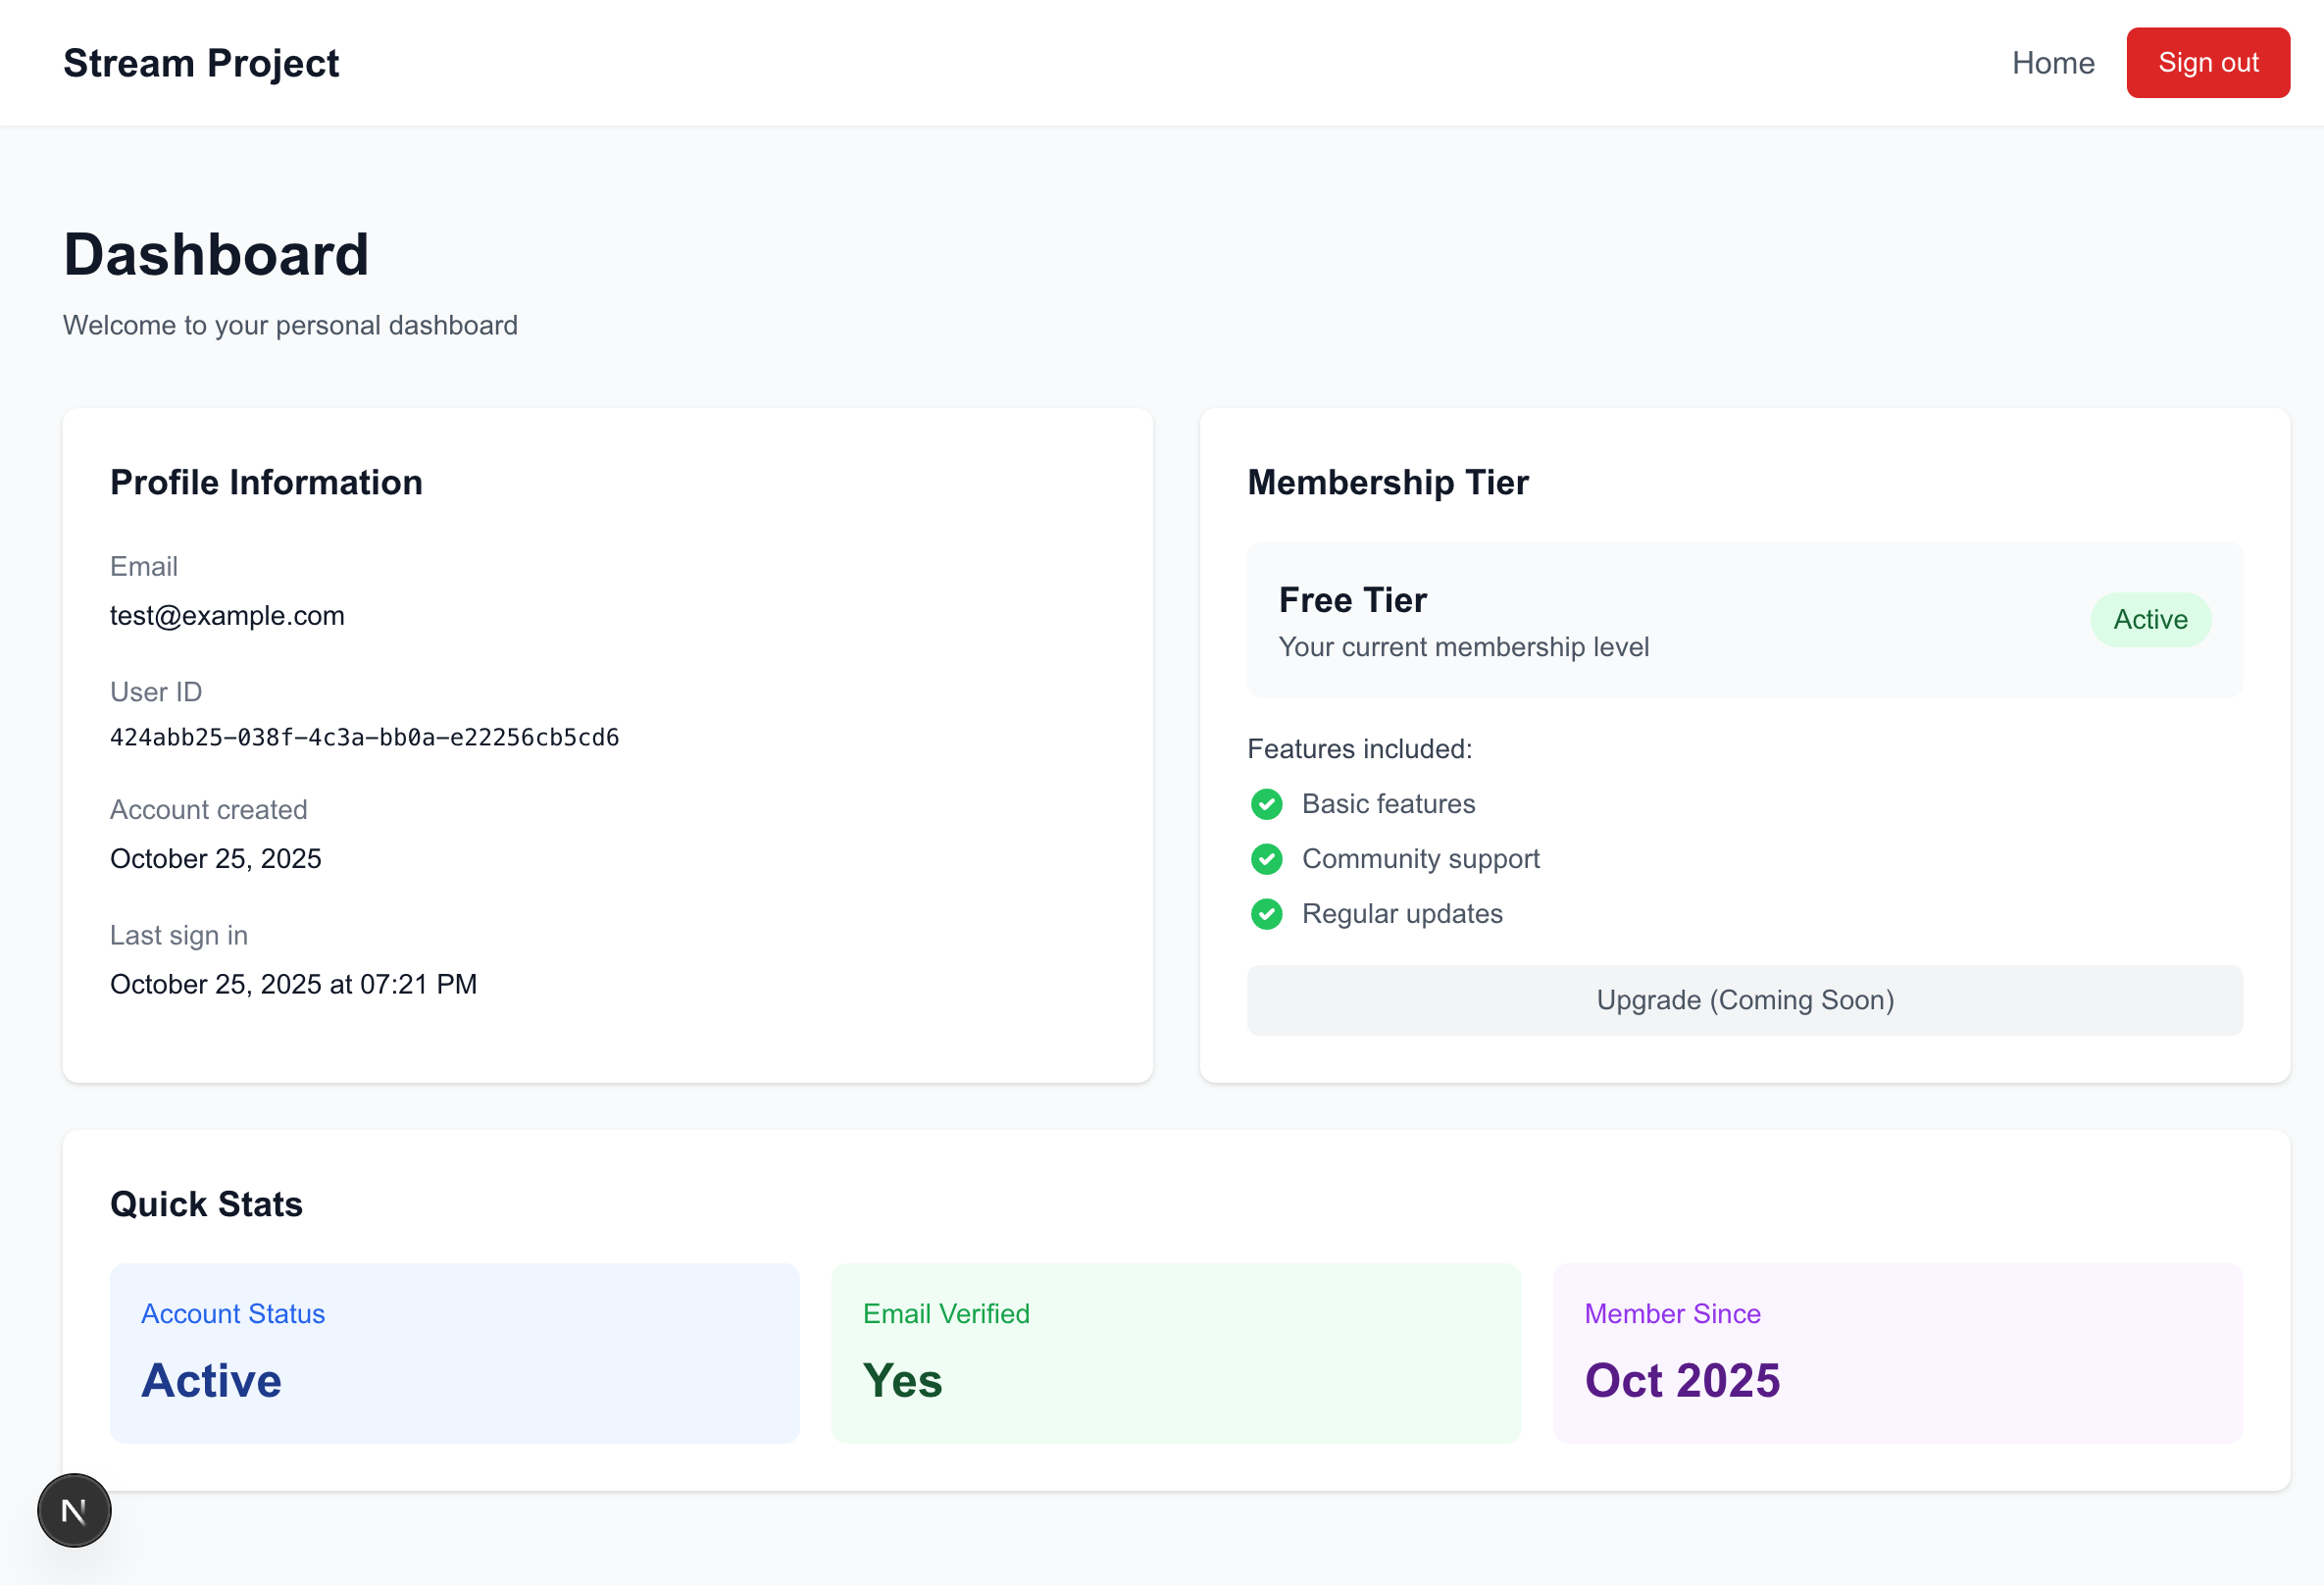 Stream Project
Home
Sign out
Dashboard
Welcome to your personal dashboard
Profile Information
Email
test@example.com
User ID
424abb25-038f-4c3a-bb0a-e22256cb5cd6
Account created
October 25, 2025
Last sign in
October 25, 2025 at 07:21 PM
Membership Tier
Free Tier
Your current membership level
Active
Features included:
Basic features
Community support
Regular updates
Upgrade (Coming Soon)
Quick Stats
Account Status
Active
Email Verified
Yes
Member Since
Oct 2025
N